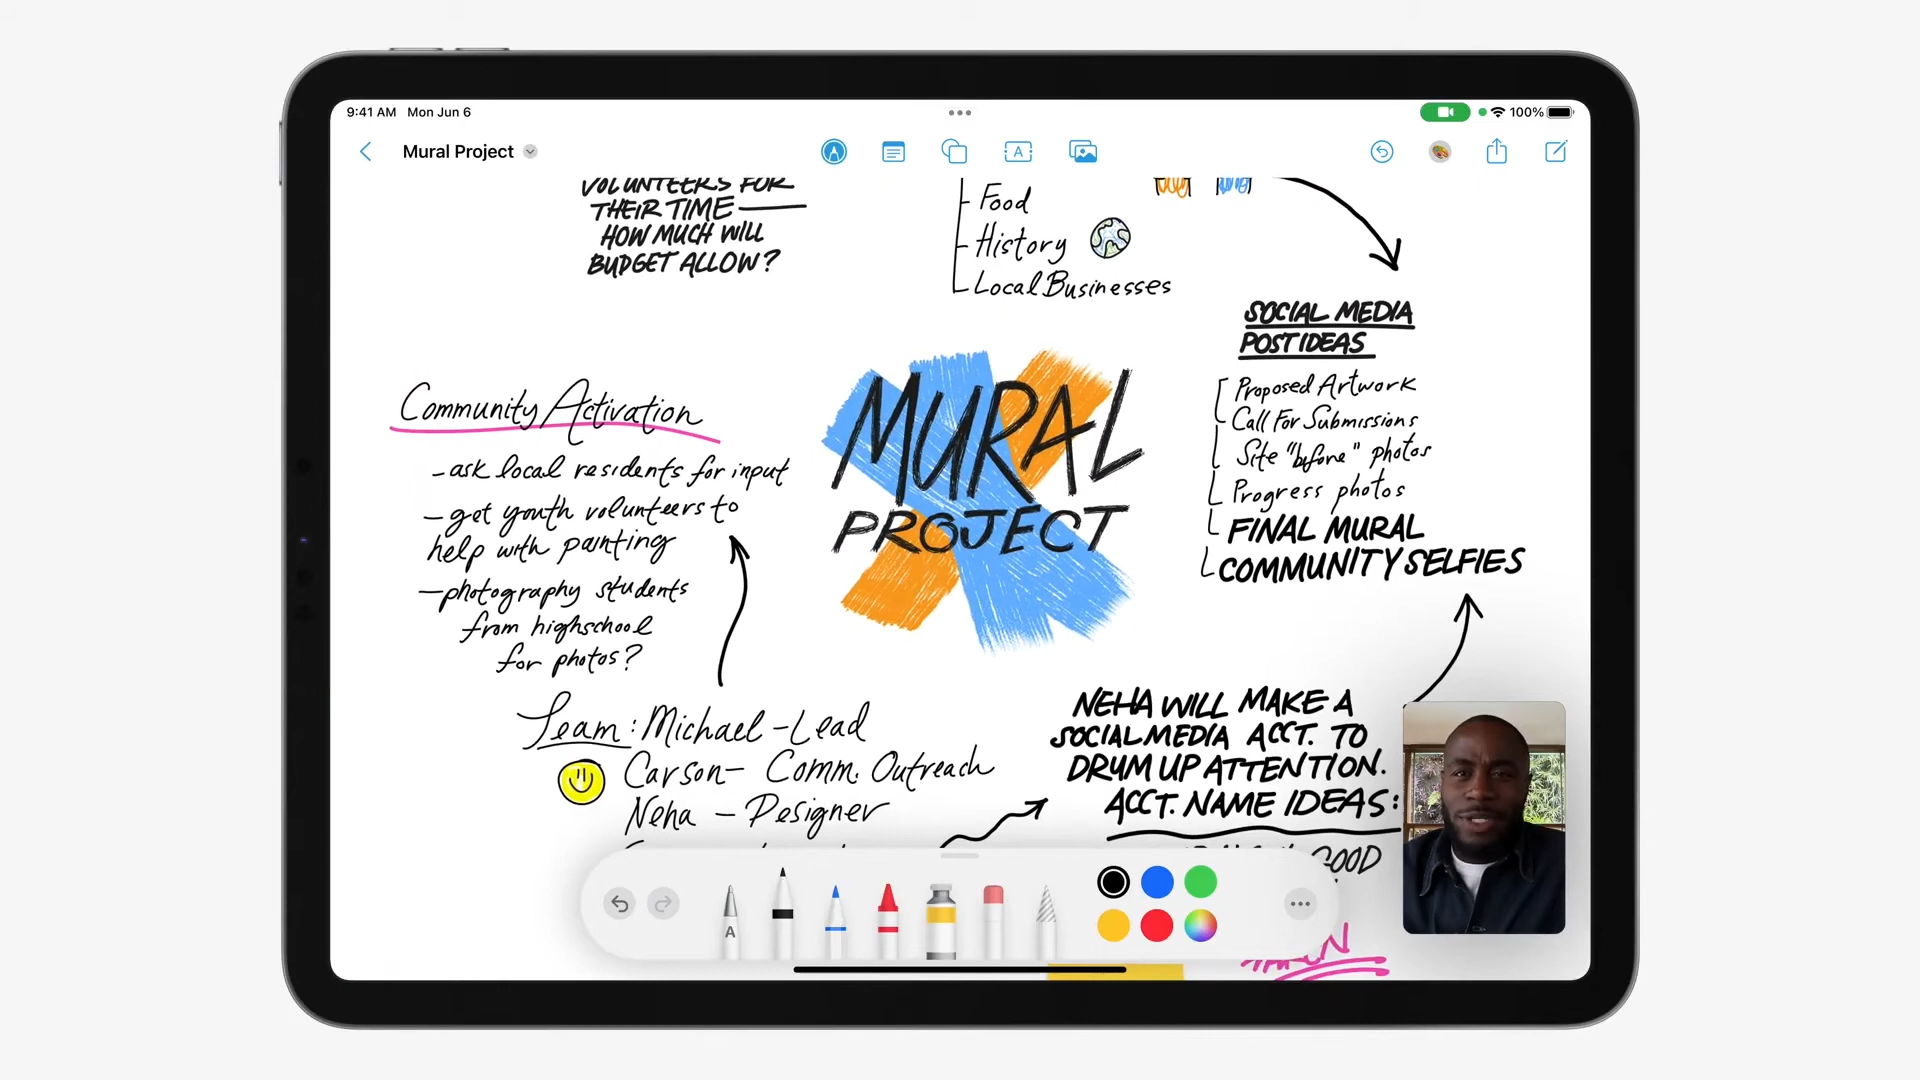 9:41 AM Mon Jun 6
100%
Mural Project
A
VOLUNTEERS FOR
THEIR TIME —
HOW MUCH WILL
BUDGET ALLOW?
- Food
- History
- Local Businesses
SOCIAL MEDIA
POST IDEAS
Proposed Artwork
Call For Submissions
Site "before" photos
Progress photos
FINAL MURAL
COMMUNITY SELFIES
MURAL
PROJECT
Community Activation
- ask local residents for input
- get youth volunteers to
help with painting
- photography students
from highschool
for photos?
Team: Michael - Lead
Carson - Comm. Outreach
Neha - Designer
NEHA WILL MAKE A
SOCIAL MEDIA ACCT. TO
DRUM UP ATTENTION.
ACCT. NAME IDEAS:
GOOD
A